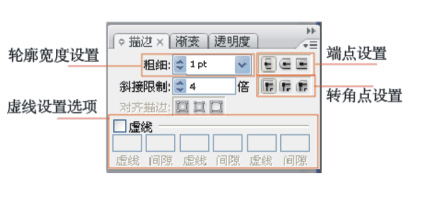 描边 × 渐变 透明度
轮廓宽度设置 粗细: 1 pt 端点设置
斜接限制: 4 倍 转角点设置
对齐描边:
虚线设置选项 虚线
虚线 间隙 虚线 间隙 虚线 间隙